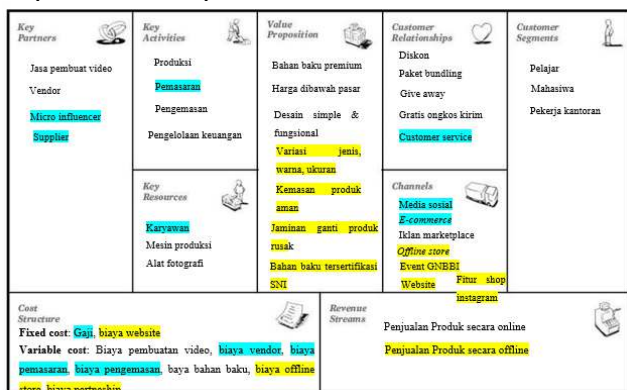 Key
Partners
Jasa pembuat video
Vendor
Micro influencer
Supplier
Key
Activities
Produksi
Pemasaran
Pengemasan
Pengelolaan keuangan
Key
Resources
Karyawan
Mesin produksi
Alat fotografi
Value
Proposition
Bahan baku premium
Harga dibawah pasar
Desain simple &
fungsional
Variasi jenis,
warna, ukuran
Kemasan produk
aman
Jaminan ganti produk
rusak
Bahan baku tersertifikasi
SNI
Customer
Relationships
Diskon
Paket bundling
Give away
Gratis ongkos kirim
Customer service
Channels
Media sosial
E-commerce
Iklan marketplace
Offline store
Event GNBBI
Website
Fitur shop
instagram
Customer
Segments
Pelajar
Mahasiwa
Pekerja kantoran
Cost
Structure
Fixed cost: Gaji, biaya website
Variable cost: Biaya pembuatan video, biaya vendor, biaya
pemasaran, biaya pengemasan, baya bahan baku, biaya offline
store, biaya
Revenue
Streams
Penjualan Produk secara online
Penjualan Produk secara offline